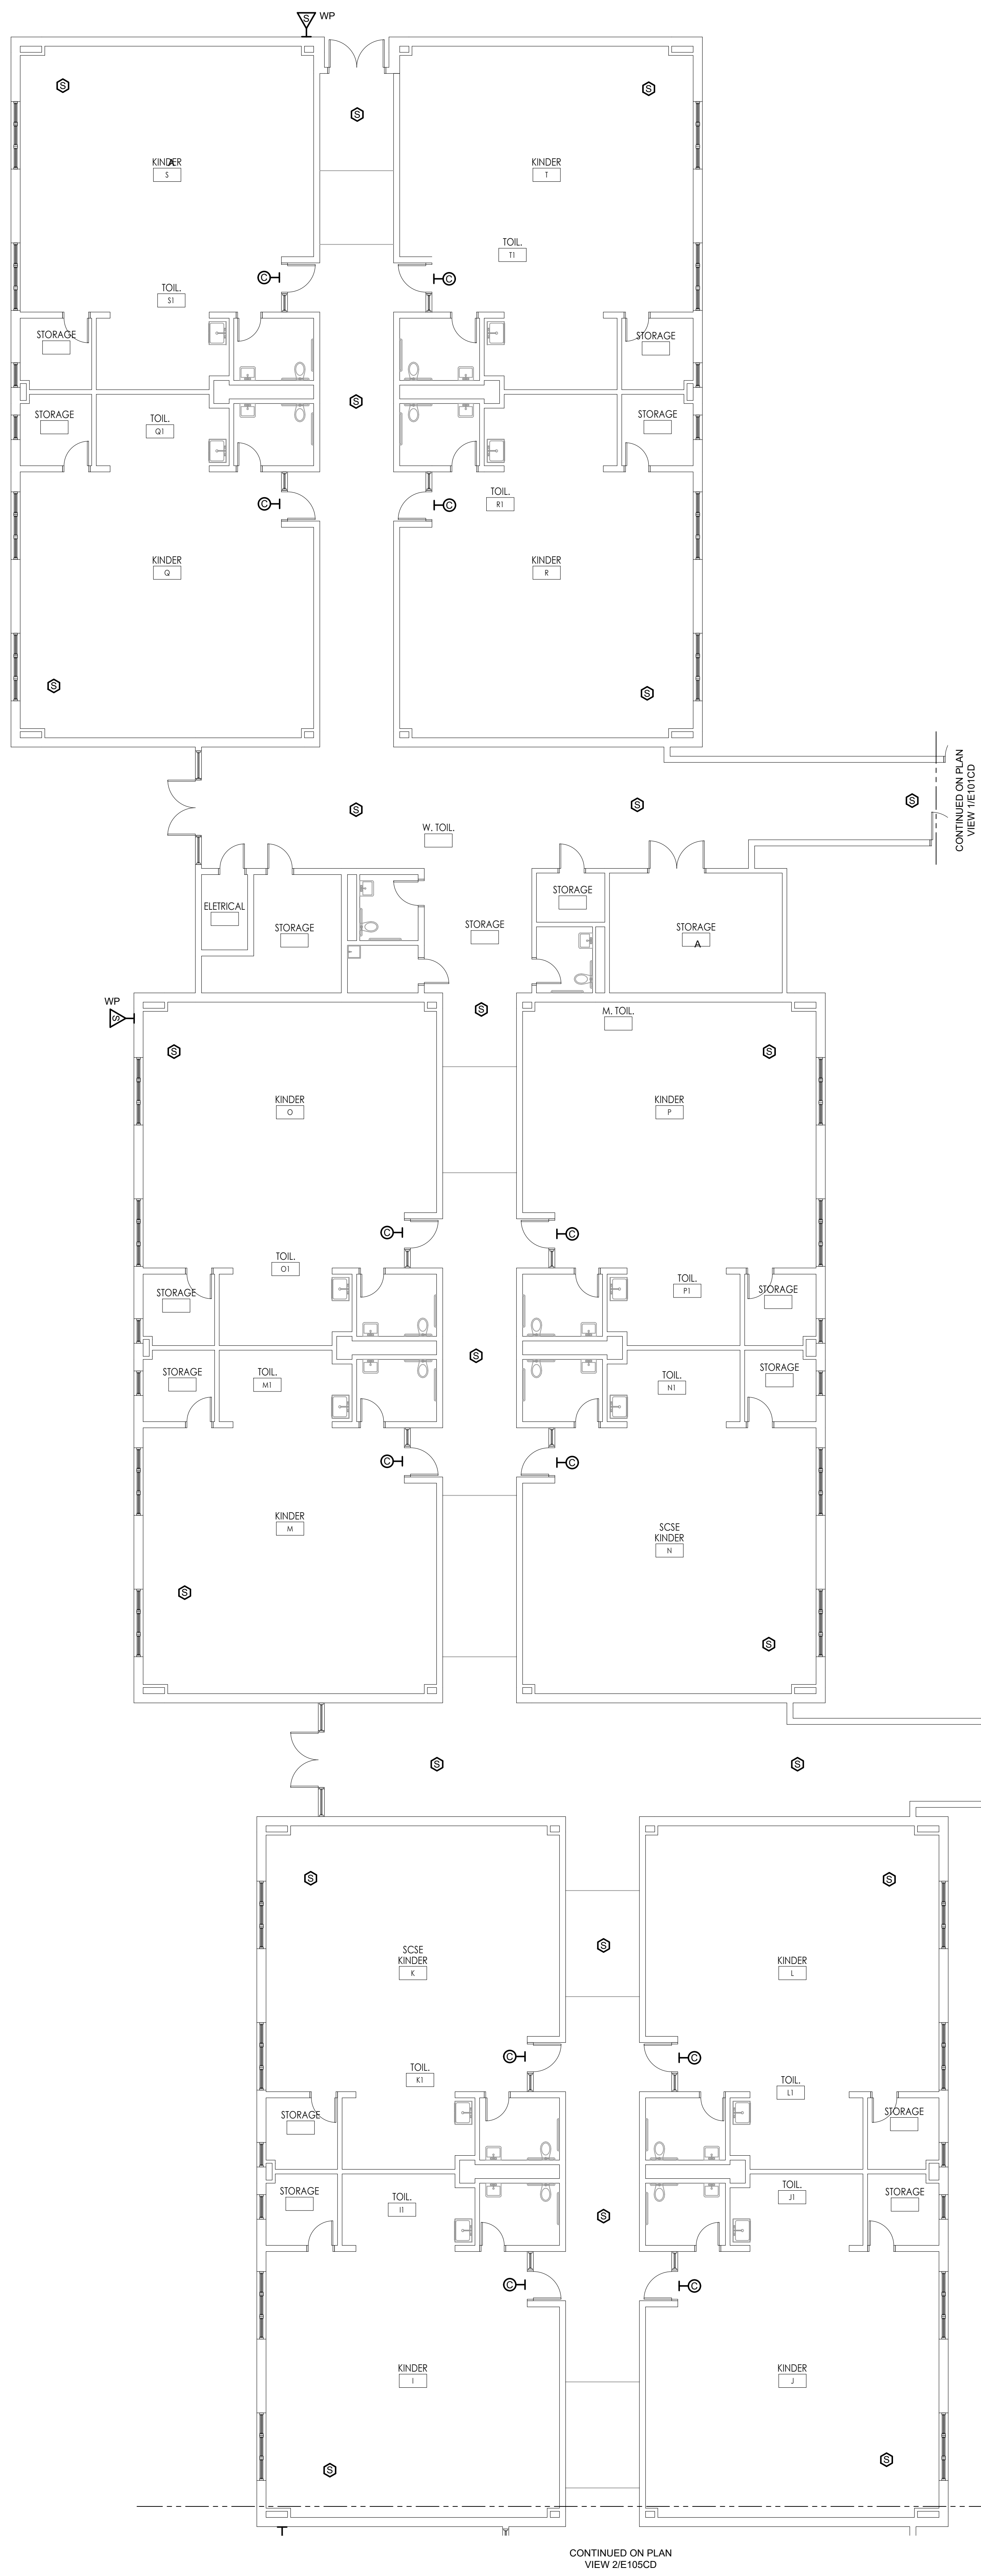 S WP
S
S
S
KINDER
A
S
KINDER
T
TOIL.
T1
C
C
TOIL.
S1
STORAGE
STORAGE
S
STORAGE
TOIL.
Q1
STORAGE
C
C
TOIL.
R1
KINDER
Q
KINDER
R
S
S
CONTINUED ON PLAN
VIEW 1/E101CD
S
S
S
W. TOIL.
STORAGE
ELETRICAL
STORAGE
STORAGE
STORAGE
A
WP
S
S
M. TOIL.
S
S
KINDER
O
KINDER
P
C
C
TOIL.
O1
TOIL.
P1
STORAGE
STORAGE
S
STORAGE
TOIL.
M1
TOIL.
N1
STORAGE
C
C
KINDER
M
SCSE
KINDER
N
S
S
S
S
S
S
S
SCSE
KINDER
K
KINDER
L
C
C
TOIL.
K1
TOIL.
L1
STORAGE
STORAGE
STORAGE
TOIL.
I1
TOIL.
J1
STORAGE
S
C
C
KINDER
I
KINDER
J
S
S
CONTINUED ON PLAN
VIEW 2/E105CD